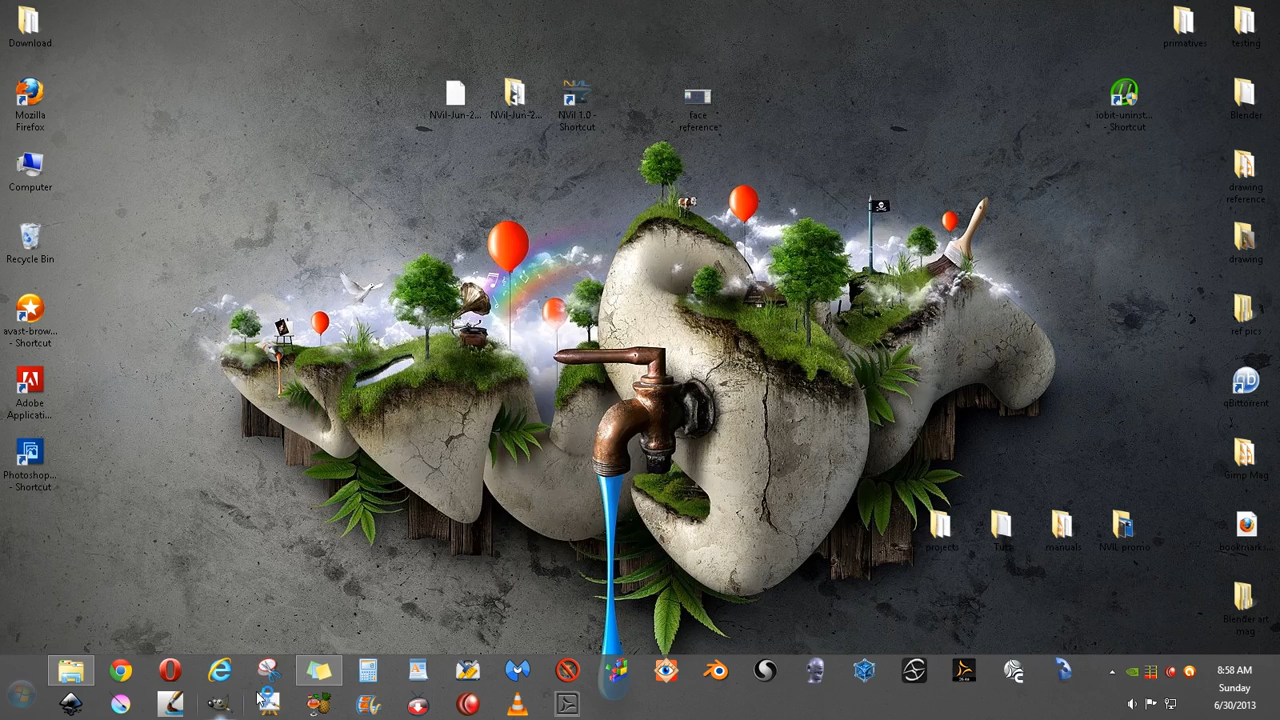 Download
primatives
testing
Mozilla
Firefox
NVil-Jun-2...
NVil-Jun-2...
NVil 1.0 -
Shortcut
face
reference
iobit-uninst...
- Shortcut
Blender
Computer
drawing
reference
Recycle Bin
drawing
avast-brow...
- Shortcut
ref pics
Adobe
Applicati...
qBittorrent
Photoshop...
- Shortcut
Gimp Mag
projects
Tuts
manuals
NVIL-promo
bookmarks...
Blender art
mag
8:58 AM
Sunday
6/30/2013